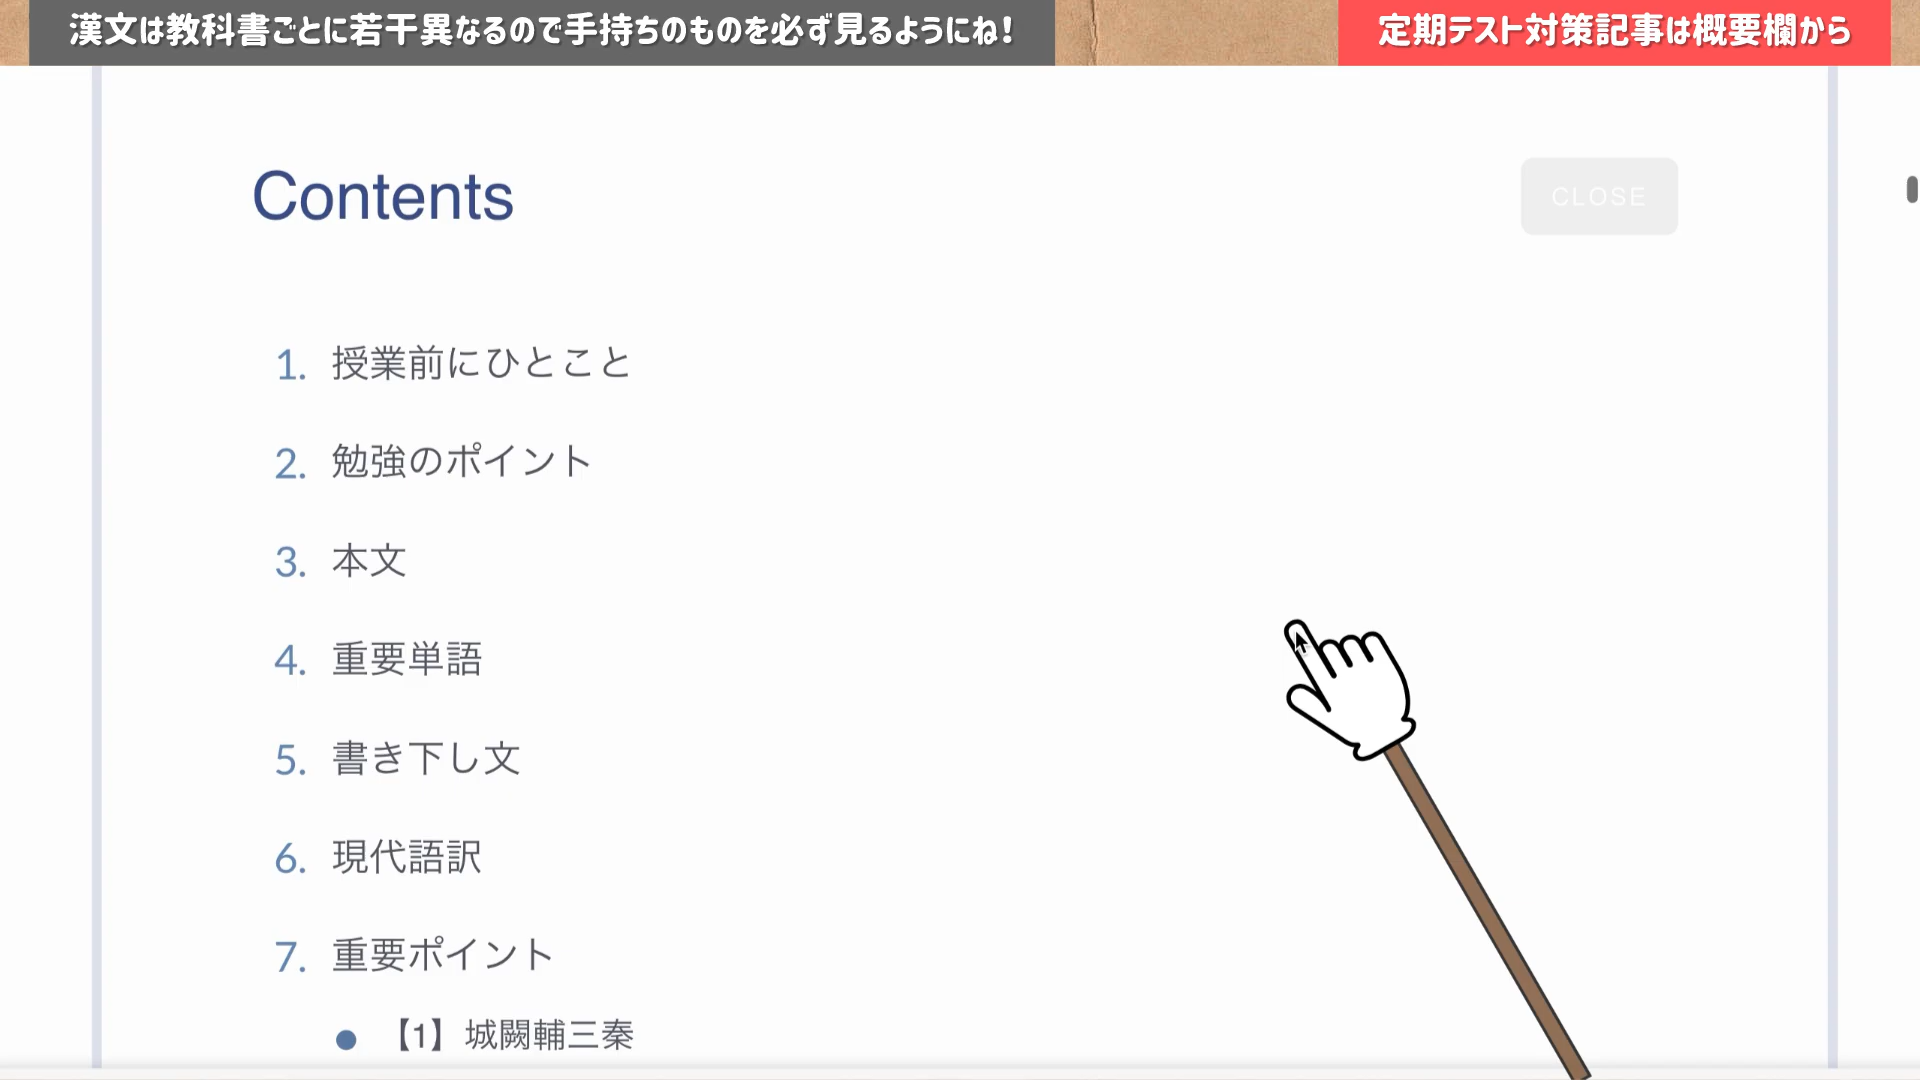 漢文は教科書ごとに若干異なるので手持ちのものを必ず見るようにね！
定期テスト対策記事は概要欄から
Contents
CLOSE
1. 授業前にひとこと
2. 勉強のポイント
3. 本文
4. 重要単語
5. 書き下し文
6. 現代語訳
7. 重要ポイント
● 【1】城闕輔三秦